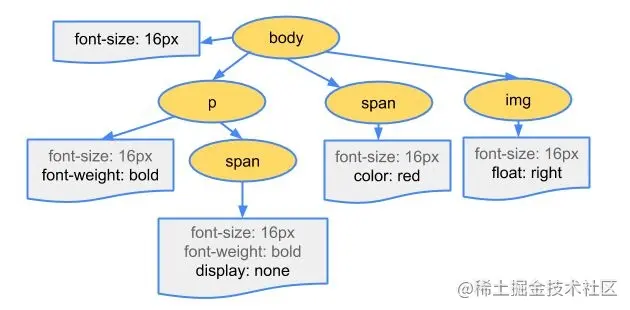 font-size: 16px
body
p
span
img
font-size: 16px
font-weight: bold
span
font-size: 16px
color: red
font-size: 16px
float: right
font-size: 16px
font-weight: bold
display: none
@稀土掘金技术社区